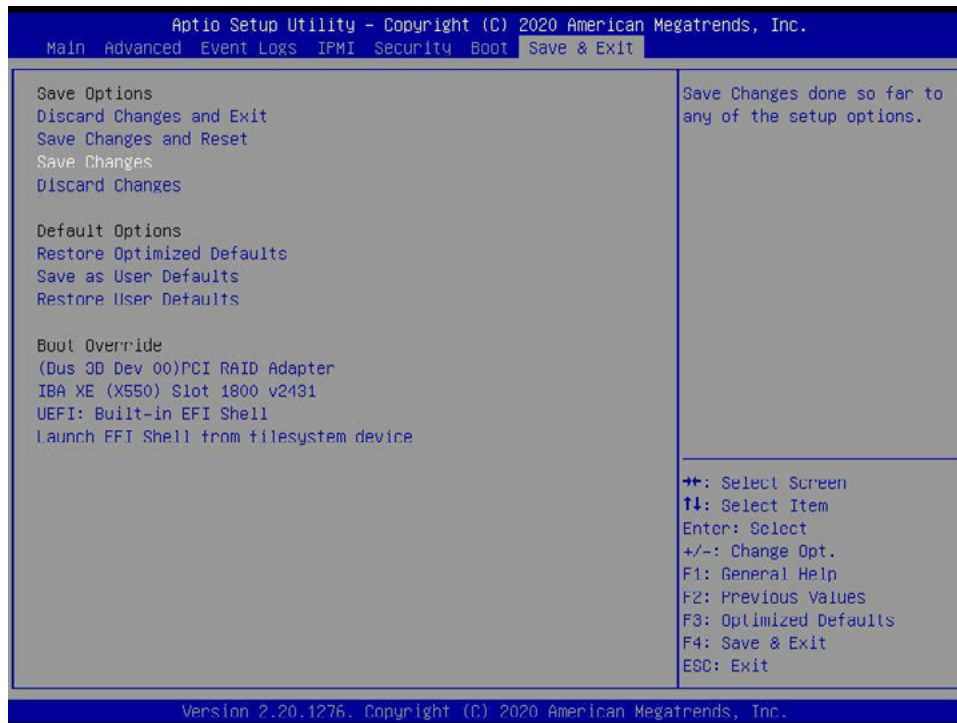 Aptio Setup Utility – Copyright (C) 2020 American Megatrends, Inc.
Main Advanced Event Logs IPMI Security Boot Save & Exit
Save Options
Discard Changes and Exit
Save Changes and Reset
Save Changes
Discard Changes
Default Options
Restore Optimized Defaults
Save as User Defaults
Restore User Defaults
Boot Override
(Bus 3B Dev 00)PCI RAID Adapter
IBA XE (X550) Slot 1800 v2431
UEFI: Built-in EFI Shell
Launch EFI Shell from filesystem device
Save Changes done so far to
any of the setup options.
→←: Select Screen
↑↓: Select Item
Enter: Select
+/-: Change Opt.
F1: General Help
F2: Previous Values
F3: Optimized Defaults
F4: Save & Exit
ESC: Exit
Version 2.20.1276. Copyright (C) 2020 American Megatrends, Inc.